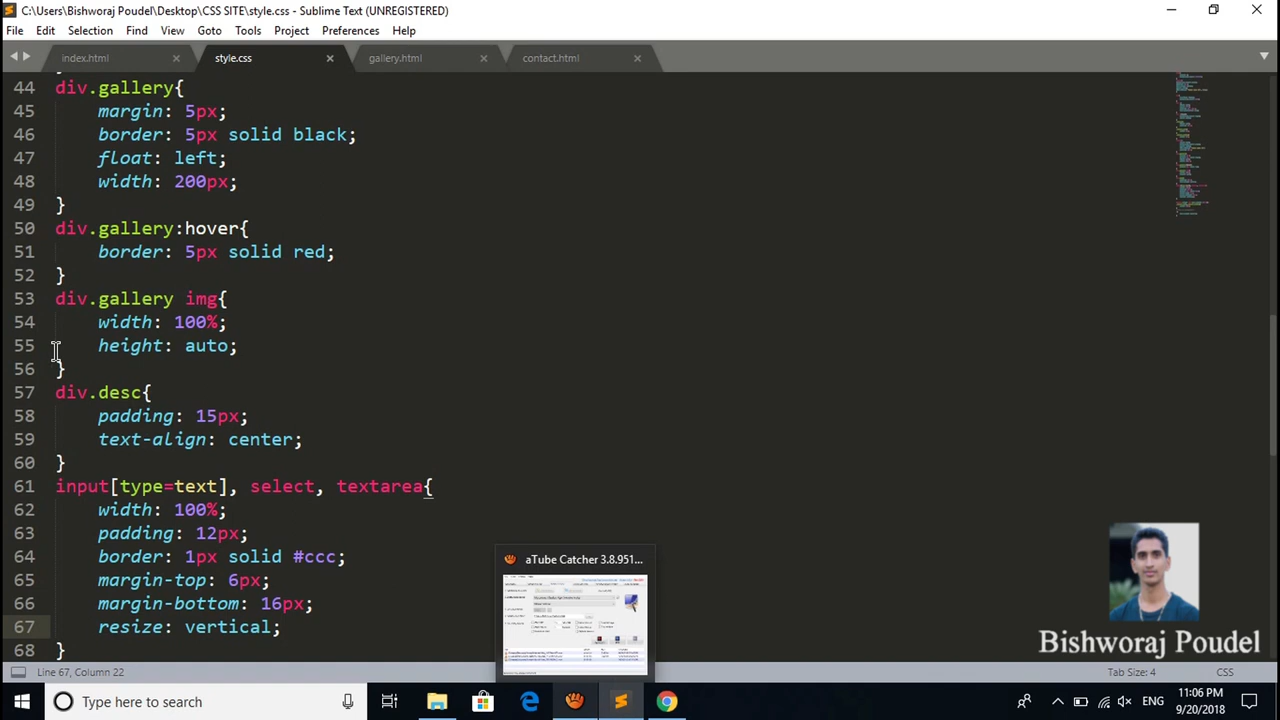 C:\Users\Bishworaj Poudel\Desktop\CSS SITE\style.css - Sublime Text (UNREGISTERED)
File Edit Selection Find View Goto Tools Project Preferences Help
index.html style.css gallery.html contact.html
44 div.gallery{
45 margin: 5px;
46 border: 5px solid black;
47 float: left;
48 width: 200px;
49 }
50 div.gallery:hover{
51 border: 5px solid red;
52 }
53 div.gallery img{
54 width: 100%;
55 height: auto;
56 }
57 div.desc{
58 padding: 15px;
59 text-align: center;
60 }
61 input[type=text], select, textarea{
62 width: 100%;
63 padding: 12px;
64 border: 1px solid #ccc;
65 margin-top: 6px;
66 margin-bottom: 16px;
resize: vertical;
68 }
aTube Catcher 3.8.951...
ishworaj Poudel
Line 67, Column 22
Tab Size: 4
CSS
Type here to search
ENG
11:06 PM
9/20/2018